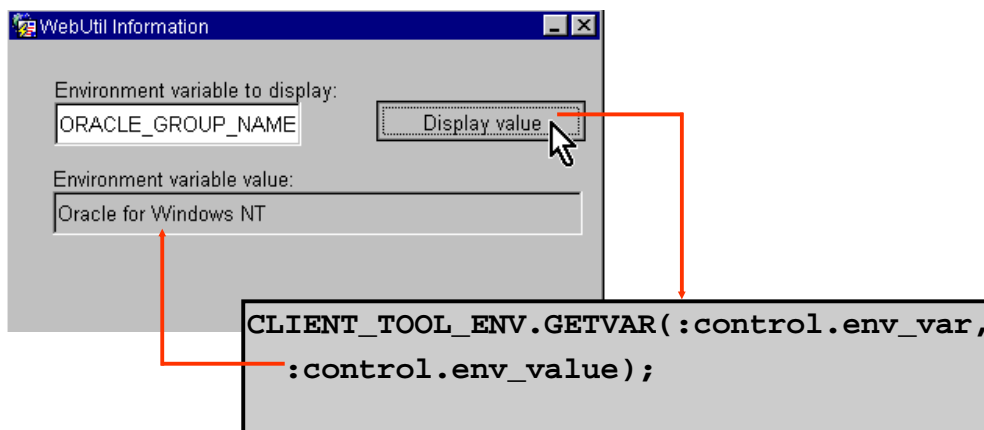 WebUtil Information
Environment variable to display:
ORACLE_GROUP_NAME
Display value
Environment variable value:
Oracle for Windows NT
CLIENT_TOOL_ENV.GETVAR(:control.env_var,
:control.env_value);